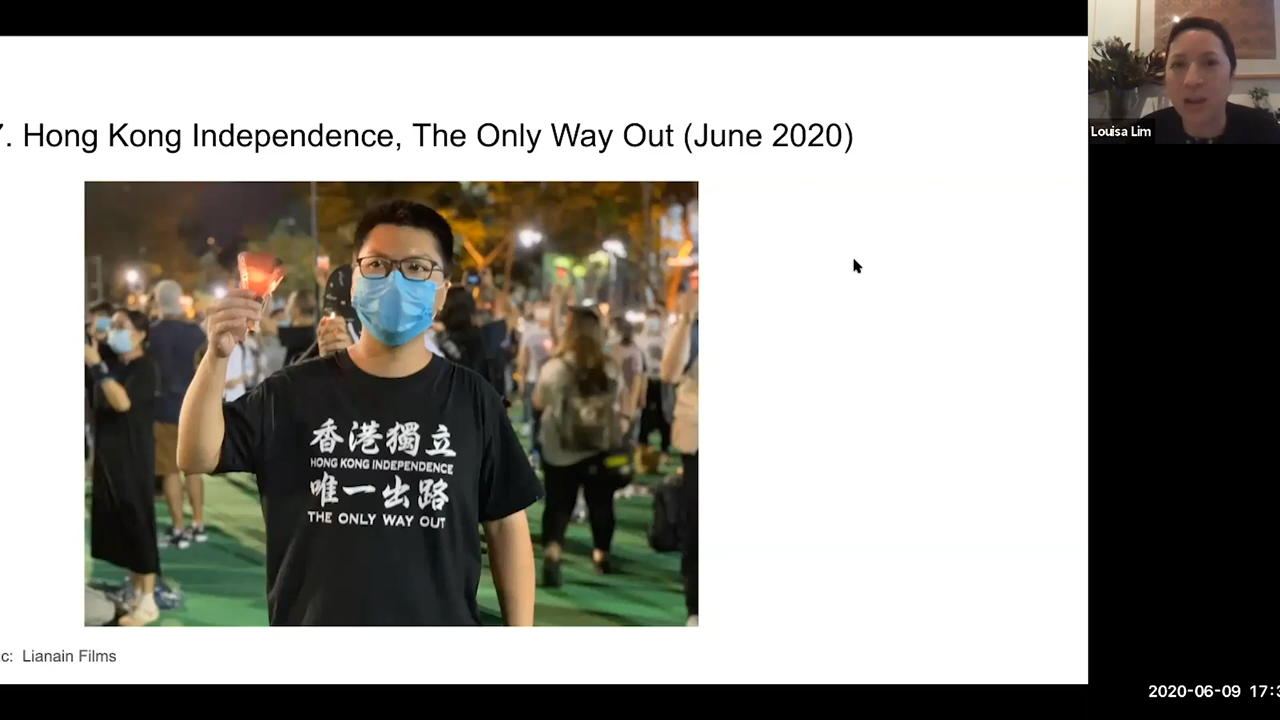 7. Hong Kong Independence, The Only Way Out (June 2020)
Louisa Lim
香港獨立
HONG KONG INDEPENDENCE
唯一出路
THE ONLY WAY OUT
c: Lianain Films
2020-06-09 17:3